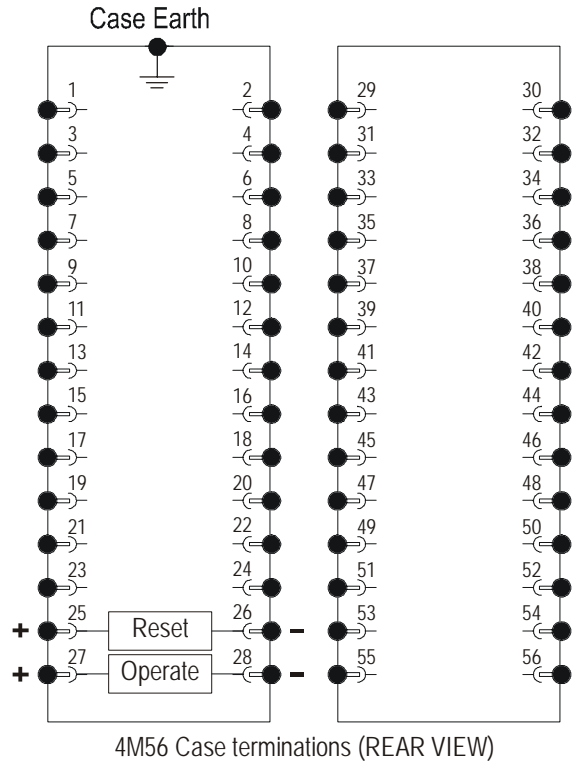 Case Earth
1 2 29 30
3 4 31 32
5 6 33 34
7 8 35 36
9 10 37 38
11 12 39 40
13 14 41 42
15 16 43 44
17 18 45 46
19 20 47 48
21 22 49 50
23 24 51 52
+ 25 Reset 26 - 53 54
+ 27 Operate 28 - 55 56
4M56 Case terminations (REAR VIEW)